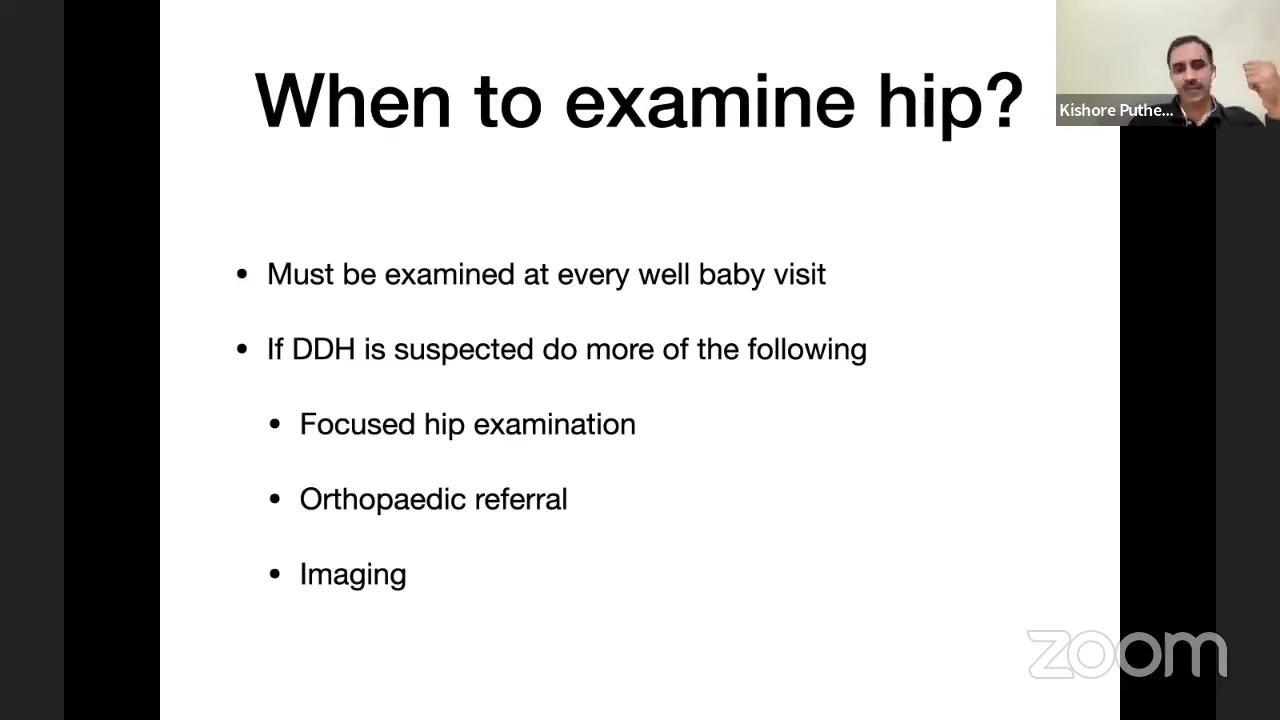 When to examine hip?
Kishore Puthe...
• Must be examined at every well baby visit
• If DDH is suspected do more of the following
• Focused hip examination
• Orthopaedic referral
• Imaging
zoom